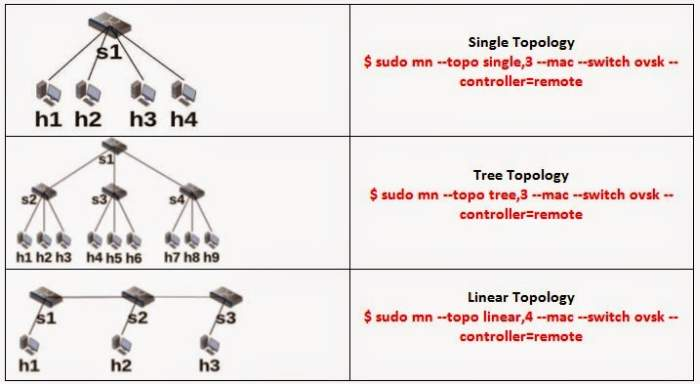 s1
h1 h2 h3 h4
Single Topology
$ sudo mn --topo single,3 --mac --switch ovsk --
controller=remote
s1
s2 s3 s4
h1 h2 h3 h4 h5 h6 h7 h8 h9
Tree Topology
$ sudo mn --topo tree,3 --mac --switch ovsk --
controller=remote
s1 s2 s3
h1 h2 h3
Linear Topology
$ sudo mn --topo linear,4 --mac --switch ovsk --
controller=remote